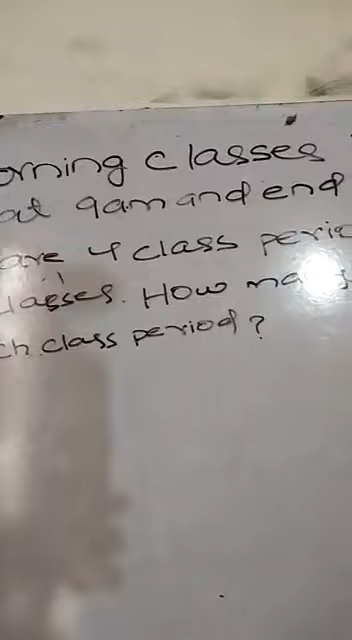 orning classes
at 9am and end
are 4 class perio
lasses. How ma
ch class period?